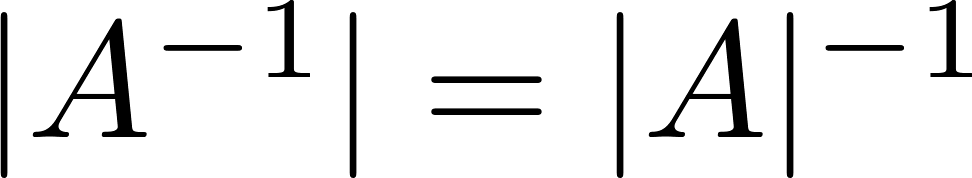 |A⁻¹| = |A|⁻¹